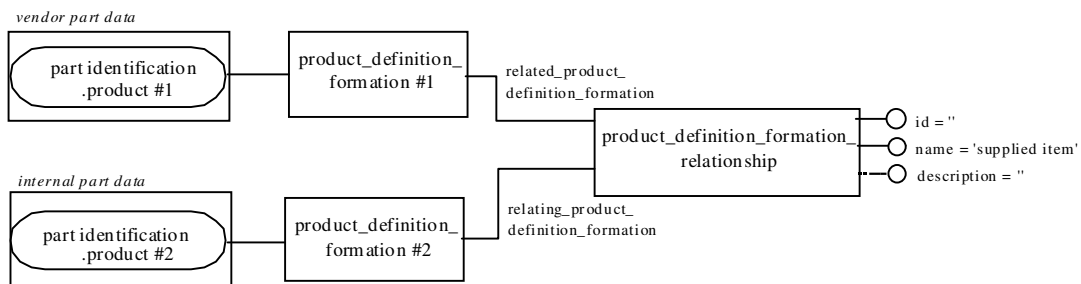 vendor part data
part identification
.product #1
product_definition_
formation #1
related_product_
definition_formation
product_definition_formation_
relationship
id = ''
name = 'supplied item'
description = ''
internal part data
part identification
.product #2
product_definition_
formation #2
relating_product_
definition_formation